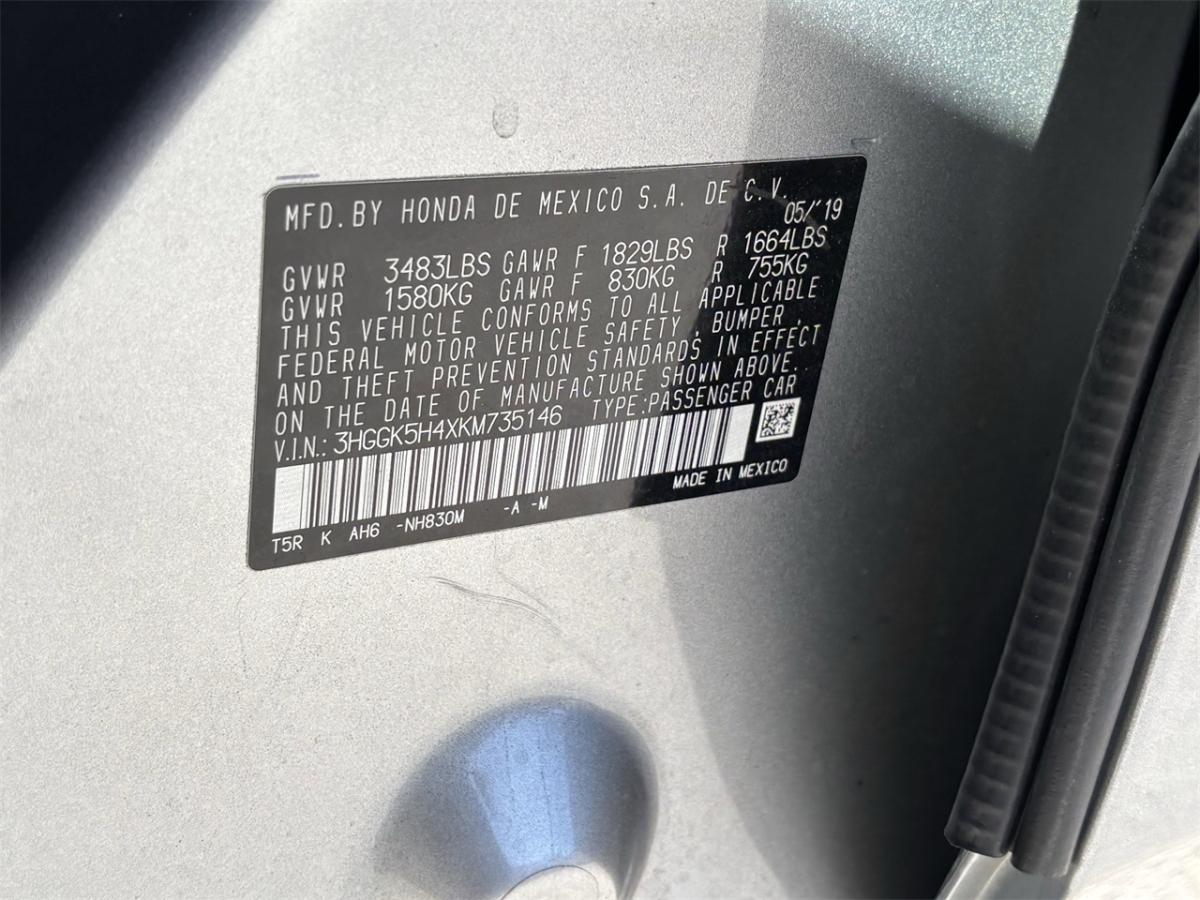 MFD.BY HONDA DE MEXICO S.A. DE C.V.
05/'19
GVWR 3483LBS GAWR F 1829LBS R 1664LBS
GVWR 1580KG GAWR F 830KG R 755KG
THIS VEHICLE CONFORMS TO ALL APPLICABLE
FEDERAL MOTOR VEHICLE SAFETY, BUMPER,
AND THEFT PREVENTION STANDARDS IN EFFECT
ON THE DATE OF MANUFACTURE SHOWN ABOVE.
V.I.N.: 3HGGK5H4XKM735146 TYPE:PASSENGER CAR
MADE IN MEXICO
T5R K AH6 -NH830M -A -M